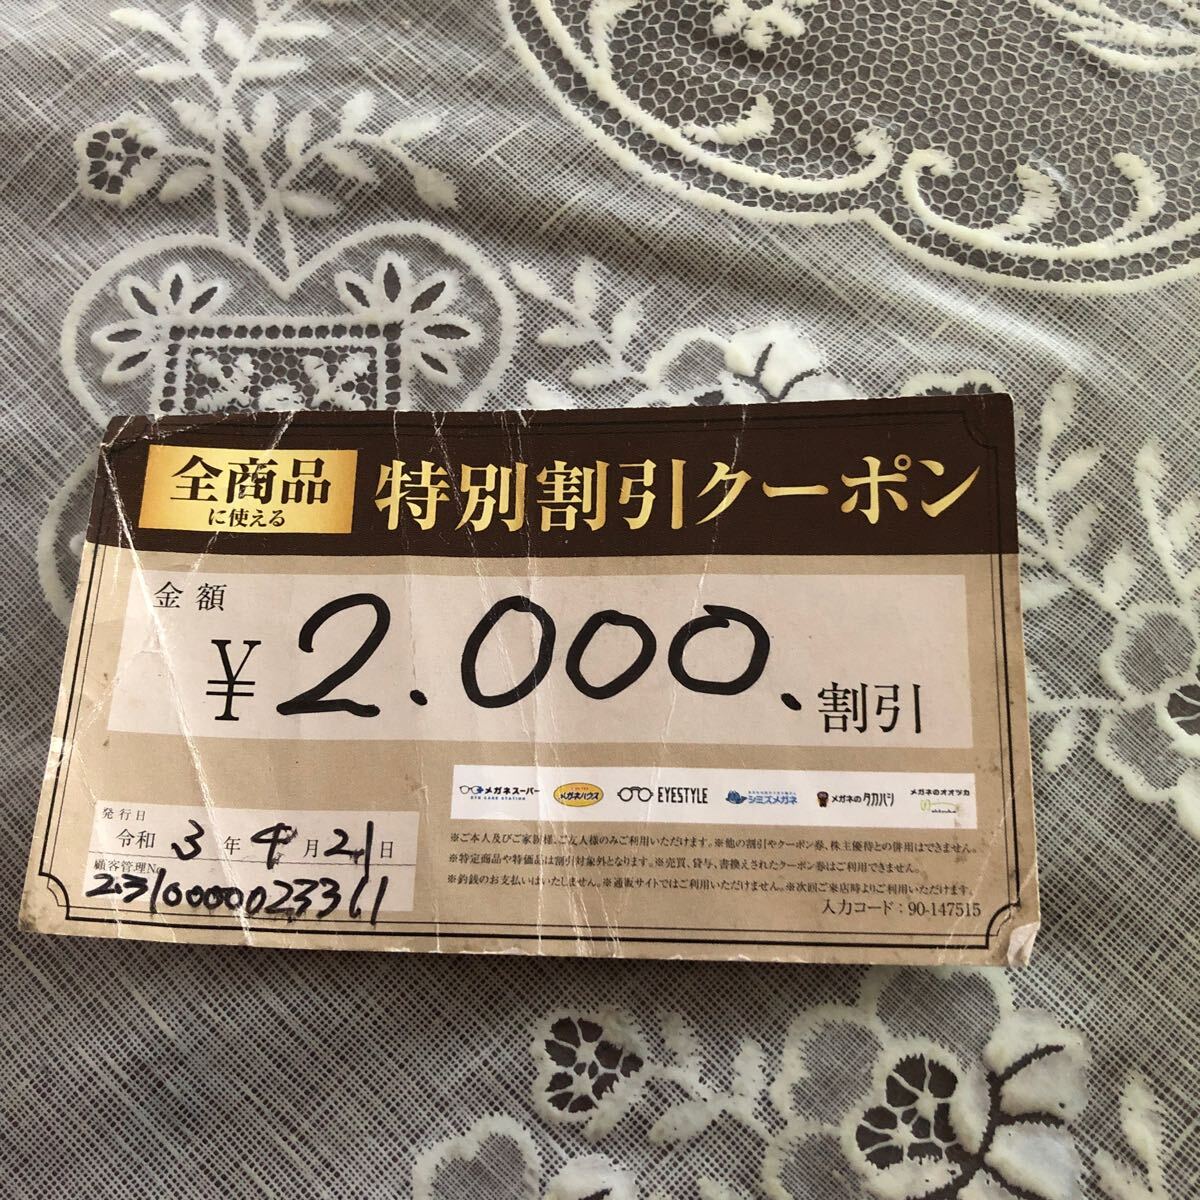 全商品
に使える
特別割引クーポン
金額
¥2.000.割引
メガネスーパー
EYE CARE STATION
メガネハウス
EYESTYLE
シミズメガネ
メガネのタカハシ
メガネのオオツカ
発行日
令和3年4月21日
顧客管理No
※ご本人及びご家族様、ご友人様のみご利用いただけます。※他の割引やクーポン券、株主優待との併用はできません。
※特定商品や特価品は割引対象外となります。※売買、貸与、書換えされたクーポン券はご利用できません。
※釣銭のお支払いはいたしません。※通販サイトではご利用いただけません。※次回ご来店時よりご利用いただけます。
入力コード:90-147515